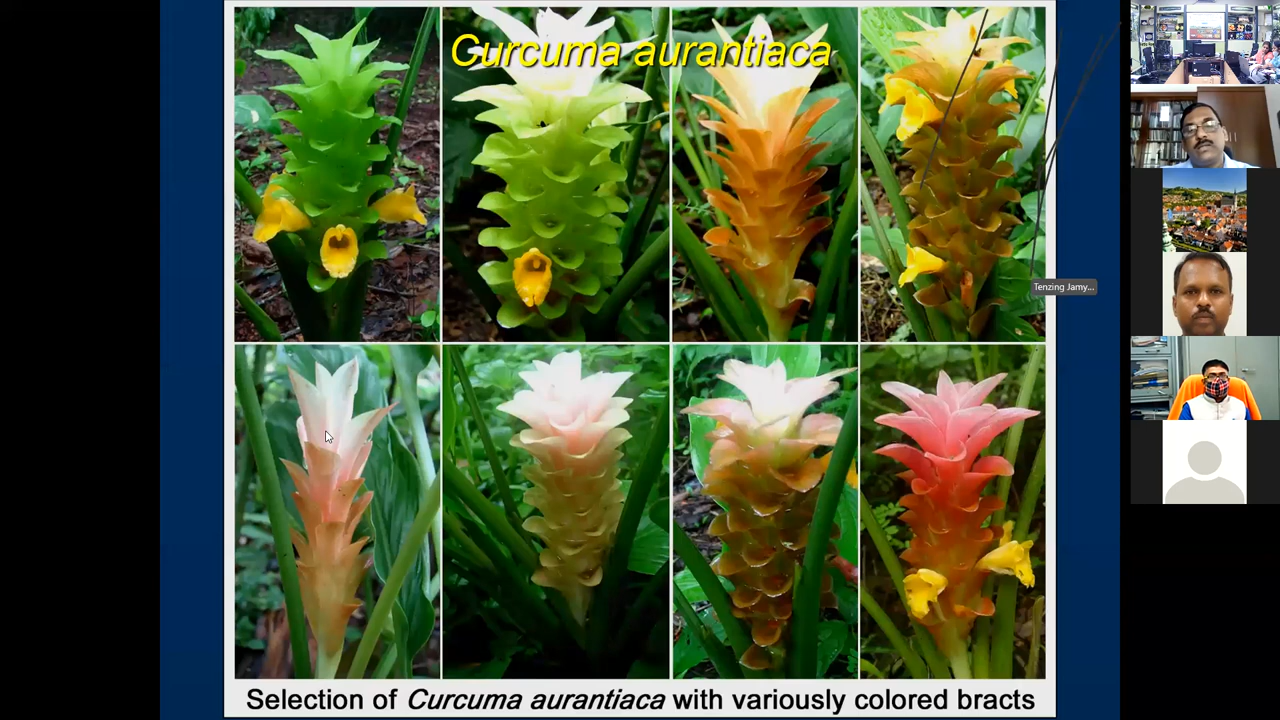 Curcuma aurantiaca
Tenzing Jamy...
Selection of Curcuma aurantiaca with variously colored bracts